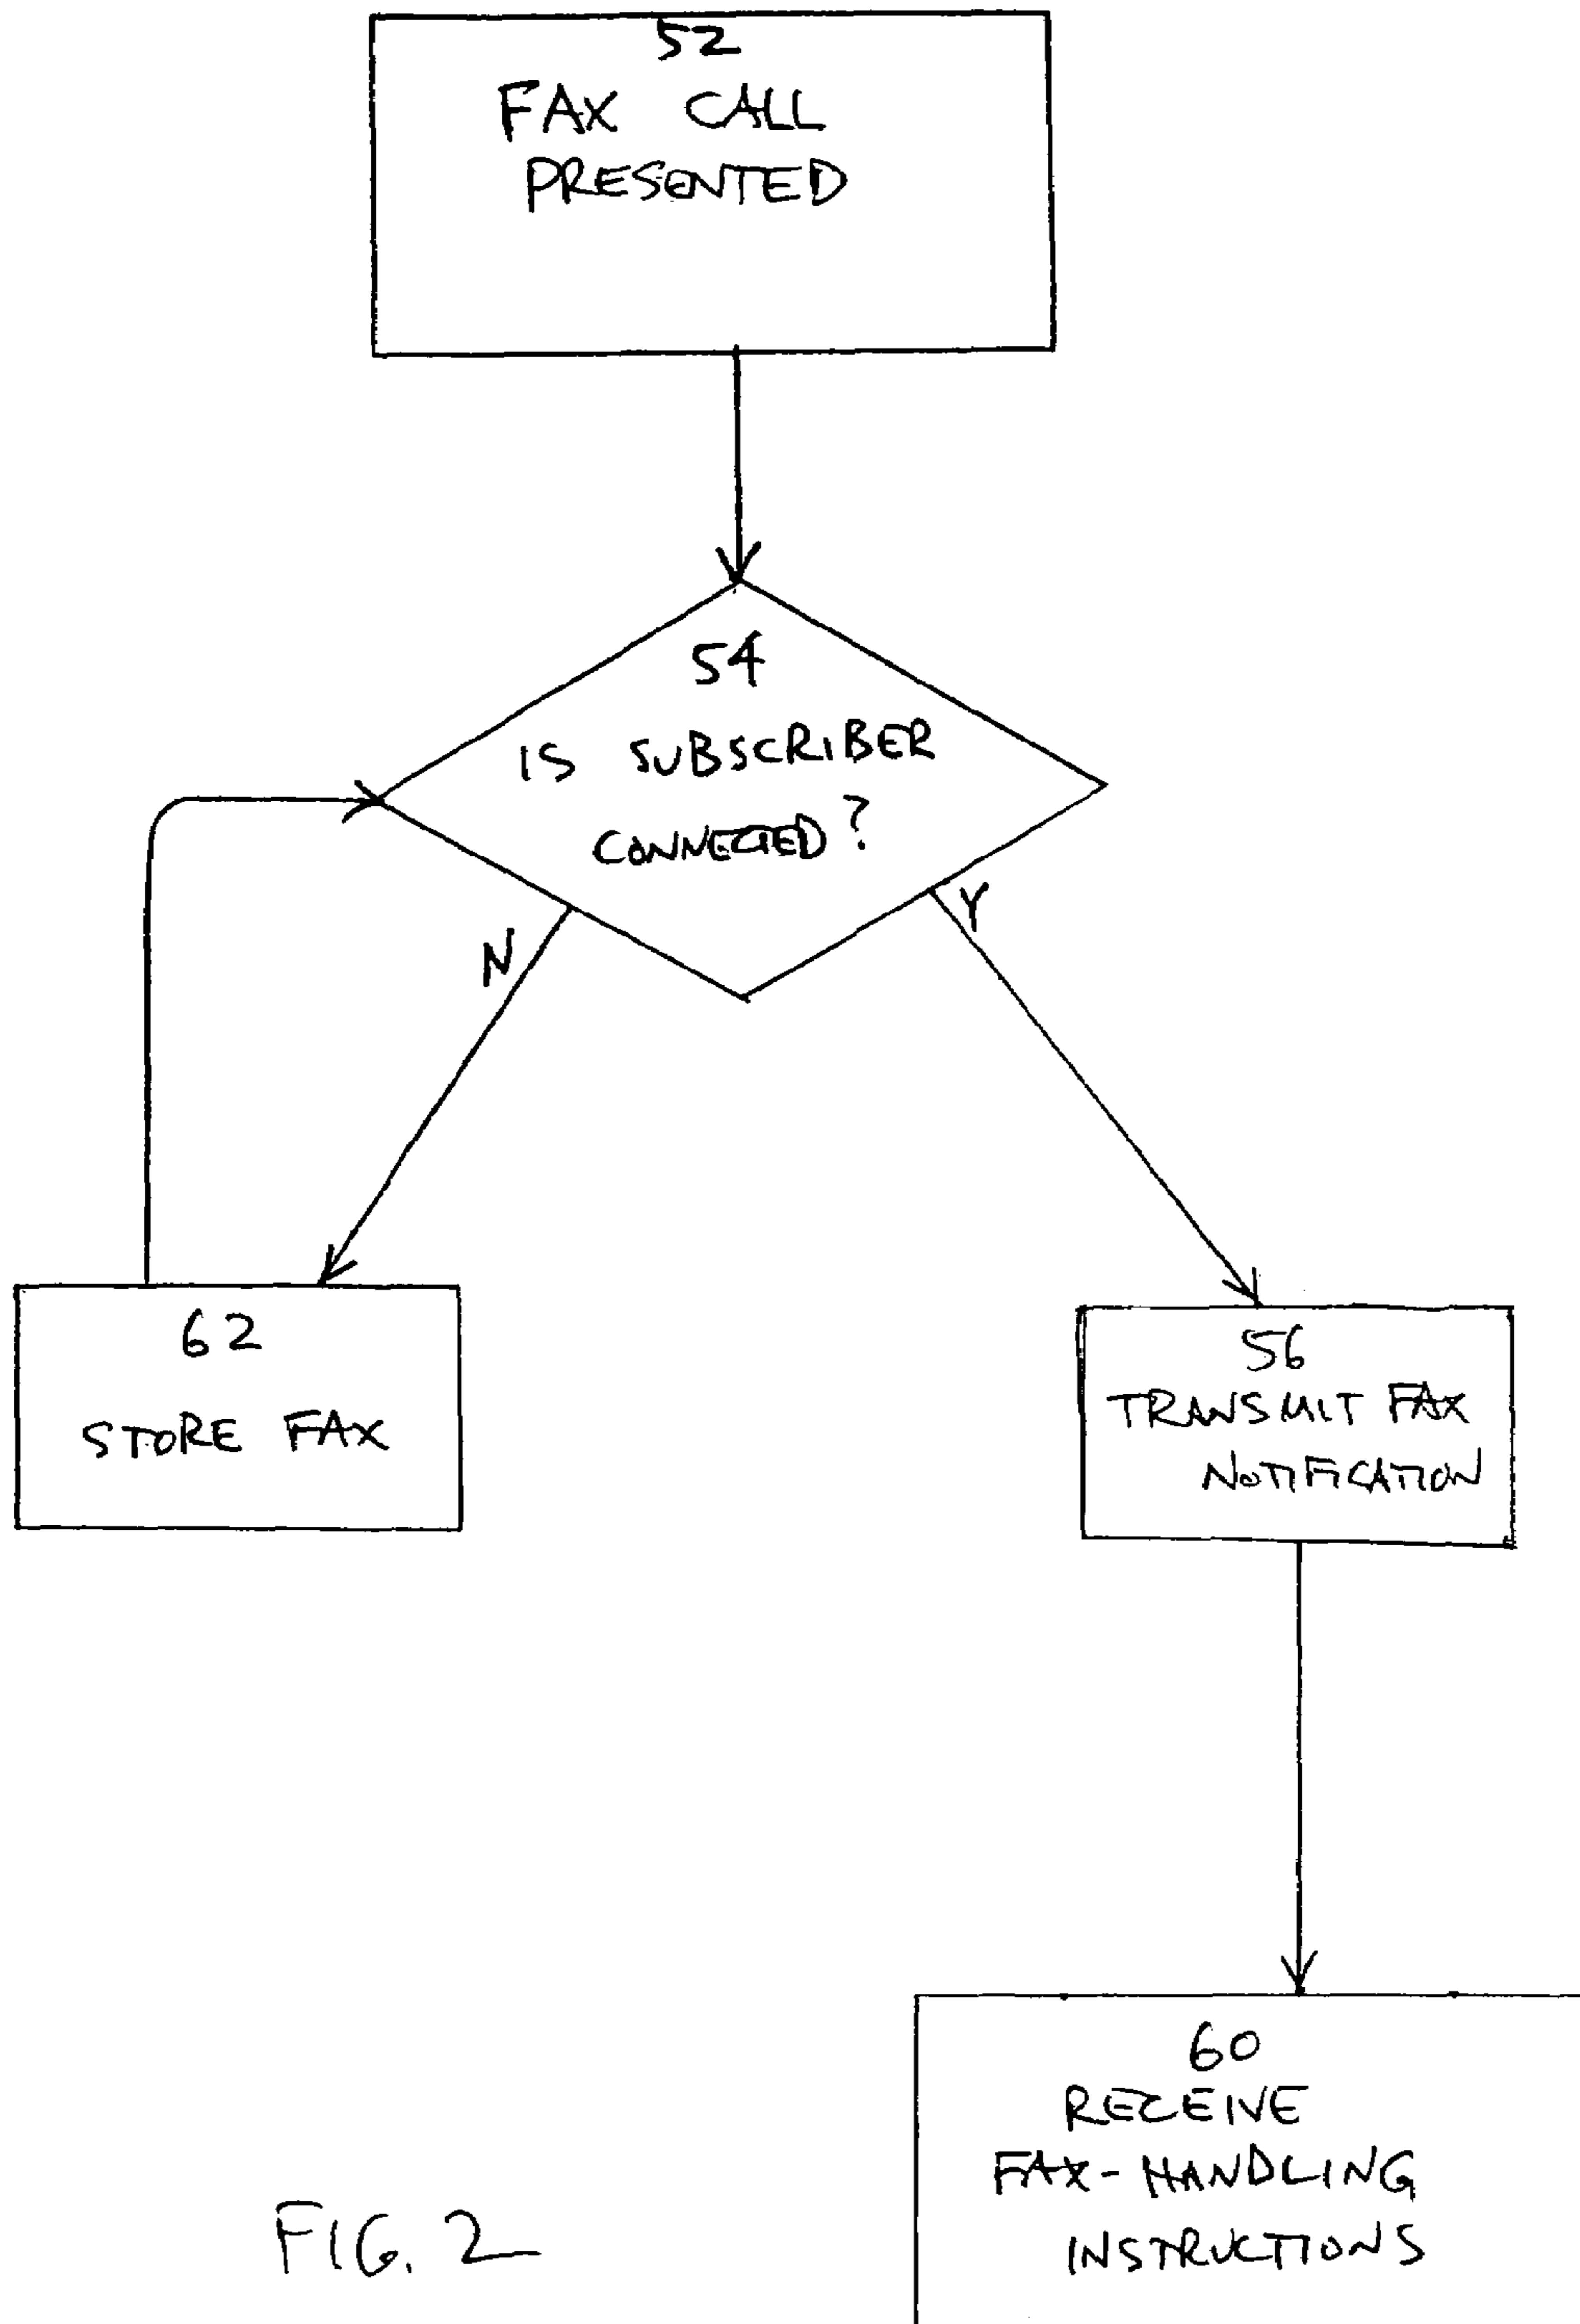 52
FAX CALL
PRESENTED
54
IS SUBSCRIBER
CONNECTED?
Y
N
62
STORE FAX
56
TRANSMIT FAX
NOTIFICATION
60
RECEIVE
FAX-HANDLING
INSTRUCTIONS
FIG. 2